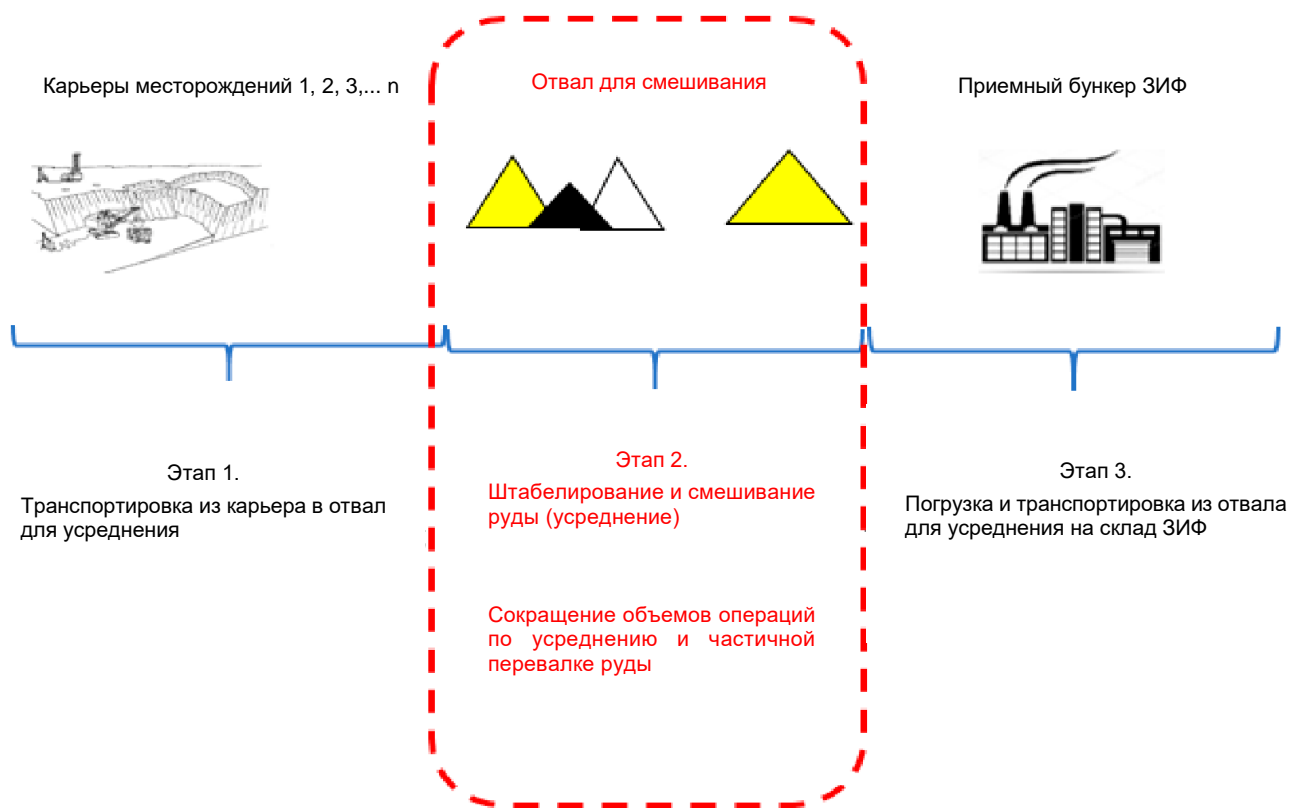 Карьеры месторождений 1, 2, 3,... n
Отвал для смешивания
Приемный бункер ЗИФ
Этап 1.
Транспортировка из карьера в отвал
для усреднения
Этап 2.
Штабелирование и смешивание
руды (усреднение)
Сокращение объемов операций
по усреднению и частичной
перевалке руды
Этап 3.
Погрузка и транспортировка из отвала
для усреднения на склад ЗИФ